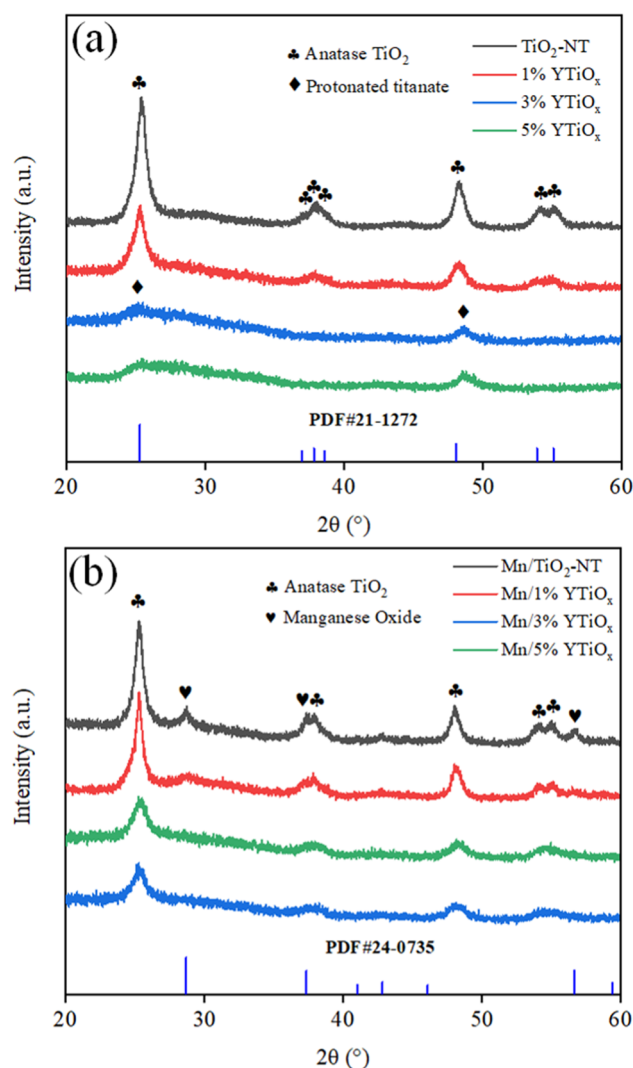 (a)
♣ Anatase TiO₂
♦ Protonated titanate
TiO₂-NT
1% YTiOₓ
3% YTiOₓ
5% YTiOₓ
Intensity (a.u.)
PDF#21-1272
20 30 40 50 60
2θ (°)
(b)
♣ Anatase TiO₂
♥ Manganese Oxide
Mn/TiO₂-NT
Mn/1% YTiOₓ
Mn/3% YTiOₓ
Mn/5% YTiOₓ
Intensity (a.u.)
PDF#24-0735
20 30 40 50 60
2θ (°)